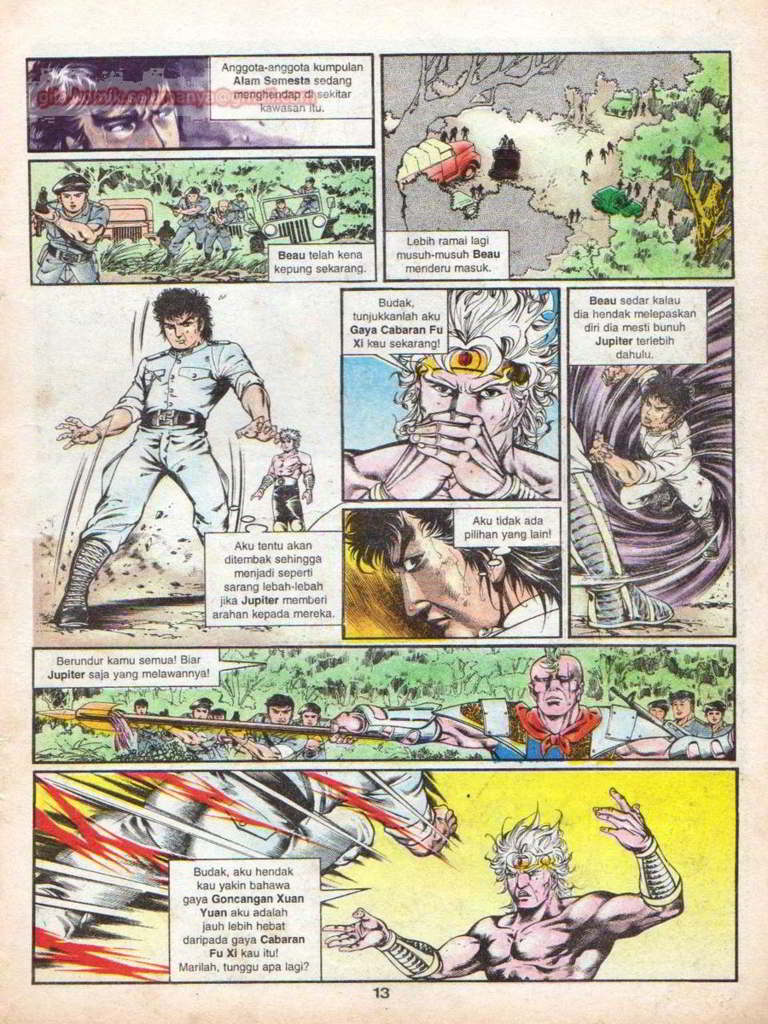 Anggota-anggota kumpulan
Alam Semesta sedang
menghendap di sekitar
kawasan itu.
Beau telah kena
kepung sekarang.
Lebih ramai lagi
musuh-musuh Beau
menderu masuk.
Aku tentu akan
ditembak sehingga
menjadi seperti
sarang lebah-lebah
jika Jupiter memberi
arahan kepada mereka.
Budak,
tunjukkanlah aku
Gaya Cabaran Fu
Xi kau sekarang!
Aku tidak ada
pilihan yang lain!
Beau sedar kalau
dia hendak melepaskan
diri dia mesti bunuh
Jupiter terlebih
dahulu.
Berundur kamu semua! Biar
Jupiter saja yang melawannya!
Budak, aku hendak
kau yakin bahawa
gaya Goncangan Xuan
Yuan aku adalah
jauh lebih hebat
daripada gaya Cabaran
Fu Xi kau itu!
Marilah, tunggu apa lagi?
13